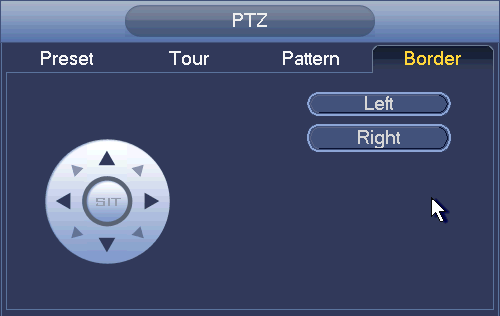 PTZ
Preset Tour Pattern Border
Left
Right
SIT